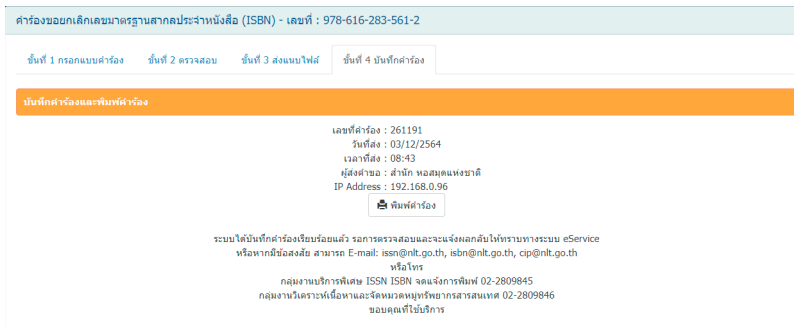 คำร้องขอยกเลิกเลขมาตรฐานสากลประจำหนังสือ (ISBN) - เลขที่ : 978-616-283-561-2
ขั้นที่ 1 กรอกแบบคำร้อง ขั้นที่ 2 ตรวจสอบ ขั้นที่ 3 ส่งแนบไฟล์ ขั้นที่ 4 บันทึกคำร้อง
บันทึกคำร้องและพิมพ์คำร้อง
เลขที่คำร้อง : 261191
วันที่ส่ง : 03/12/2564
เวลาที่ส่ง : 08:43
ผู้ส่งคำขอ : สำนัก หอสมุดแห่งชาติ
IP Address : 192.168.0.96
พิมพ์คำร้อง
ระบบได้บันทึกคำร้องเรียบร้อยแล้ว รอการตรวจสอบและจะแจ้งผลกลับให้ทราบทางระบบ eService
หรือหากมีข้อสงสัย สามารถ E-mail: issn@nlt.go.th, isbn@nlt.go.th, cip@nlt.go.th
หรือโทร
กลุ่มงานบริการพิเศษ ISSN ISBN จดแจ้งการพิมพ์ 02-2809845
กลุ่มงานวิเคราะห์เนื้อหาและจัดหมวดหมู่ทรัพยากรสารสนเทศ 02-2809846
ขอบคุณที่ใช้บริการ